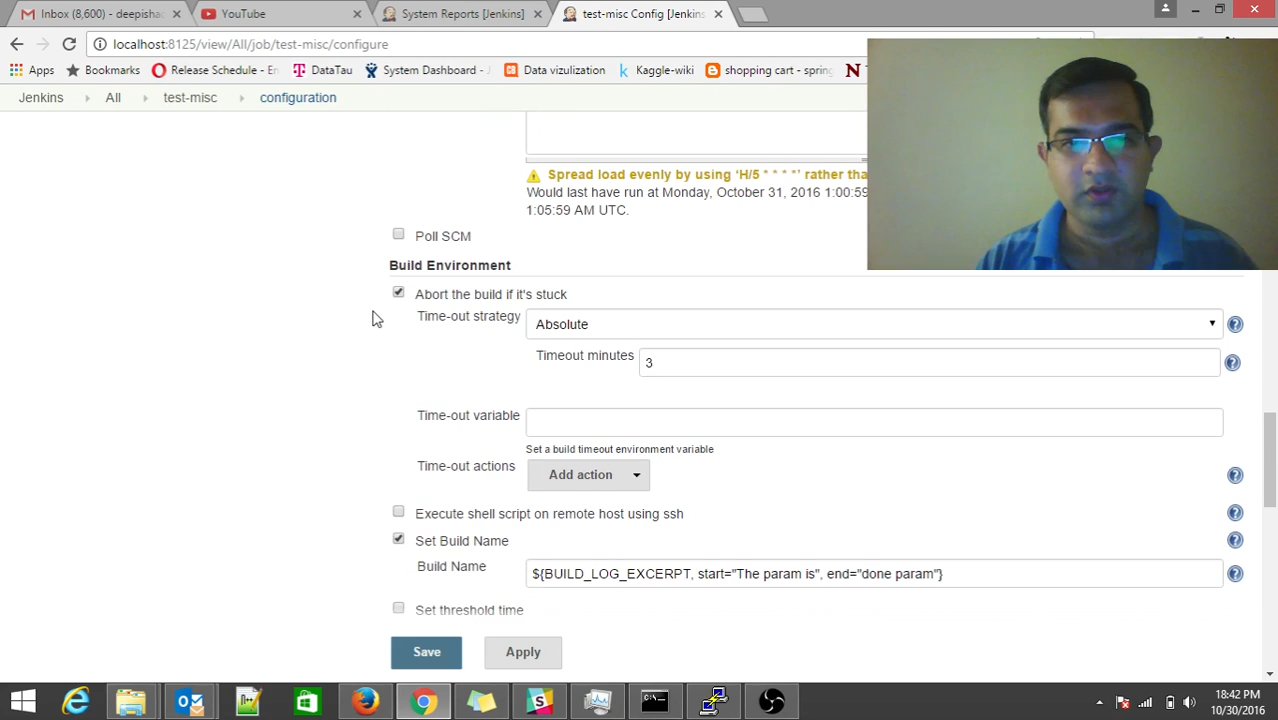 Inbox (8,600) - deepisha
YouTube
System Reports [Jenkins]
test-misc Config [Jenkins
localhost:8125/view/All/job/test-misc/configure
Apps
Bookmarks
Release Schedule - En
DataTau
System Dashboard - J
Data vizulization
Kaggle-wiki
shopping cart - spring
Jenkins
All
test-misc
configuration
Spread load evenly by using ‘H/5 * * * *’ rather tha
Would last have run at Monday, October 31, 2016 1:00:59
1:05:59 AM UTC.
Poll SCM
Build Environment
Abort the build if it's stuck
Time-out strategy
Absolute
Timeout minutes
3
Time-out variable
Set a build timeout environment variable
Time-out actions
Add action
Execute shell script on remote host using ssh
Set Build Name
Build Name
${BUILD_LOG_EXCERPT, start="The param is", end="done param"}
Set threshold time
Save
Apply
18:42 PM
10/30/2016